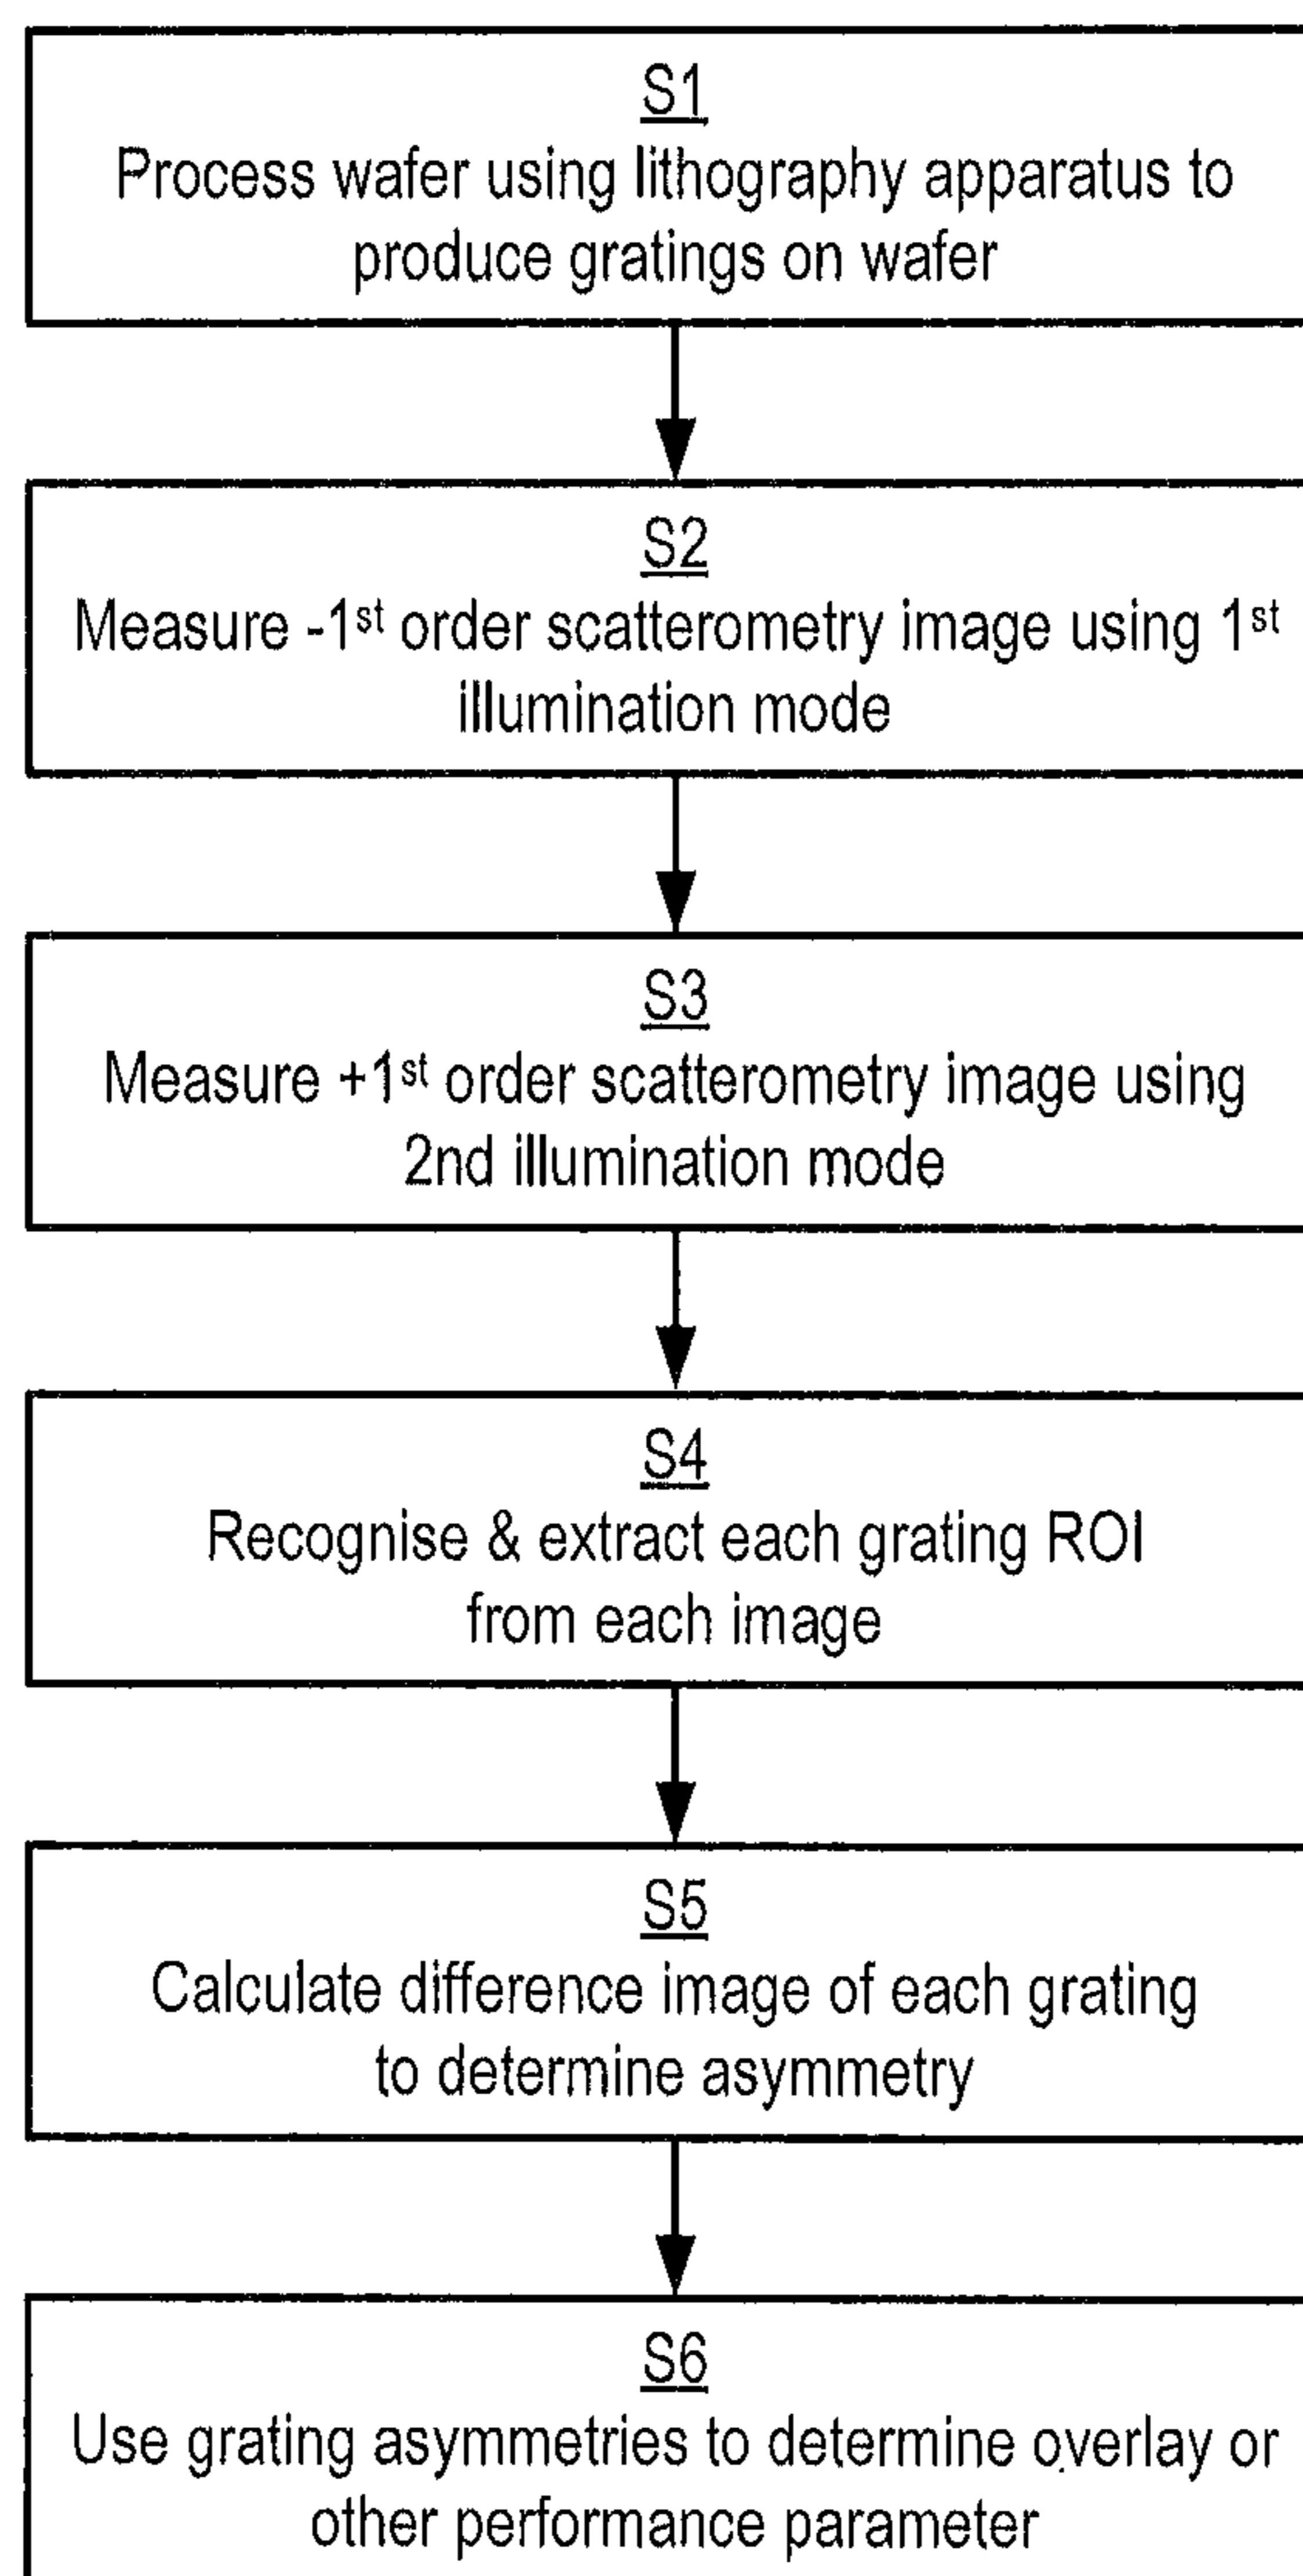 S1
Process wafer using lithography apparatus to
produce gratings on wafer
S2
Measure -1st order scatterometry image using 1st
illumination mode
S3
Measure +1st order scatterometry image using
2nd illumination mode
S4
Recognise & extract each grating ROI
from each image
S5
Calculate difference image of each grating
to determine asymmetry
S6
Use grating asymmetries to determine overlay or
other performance parameter